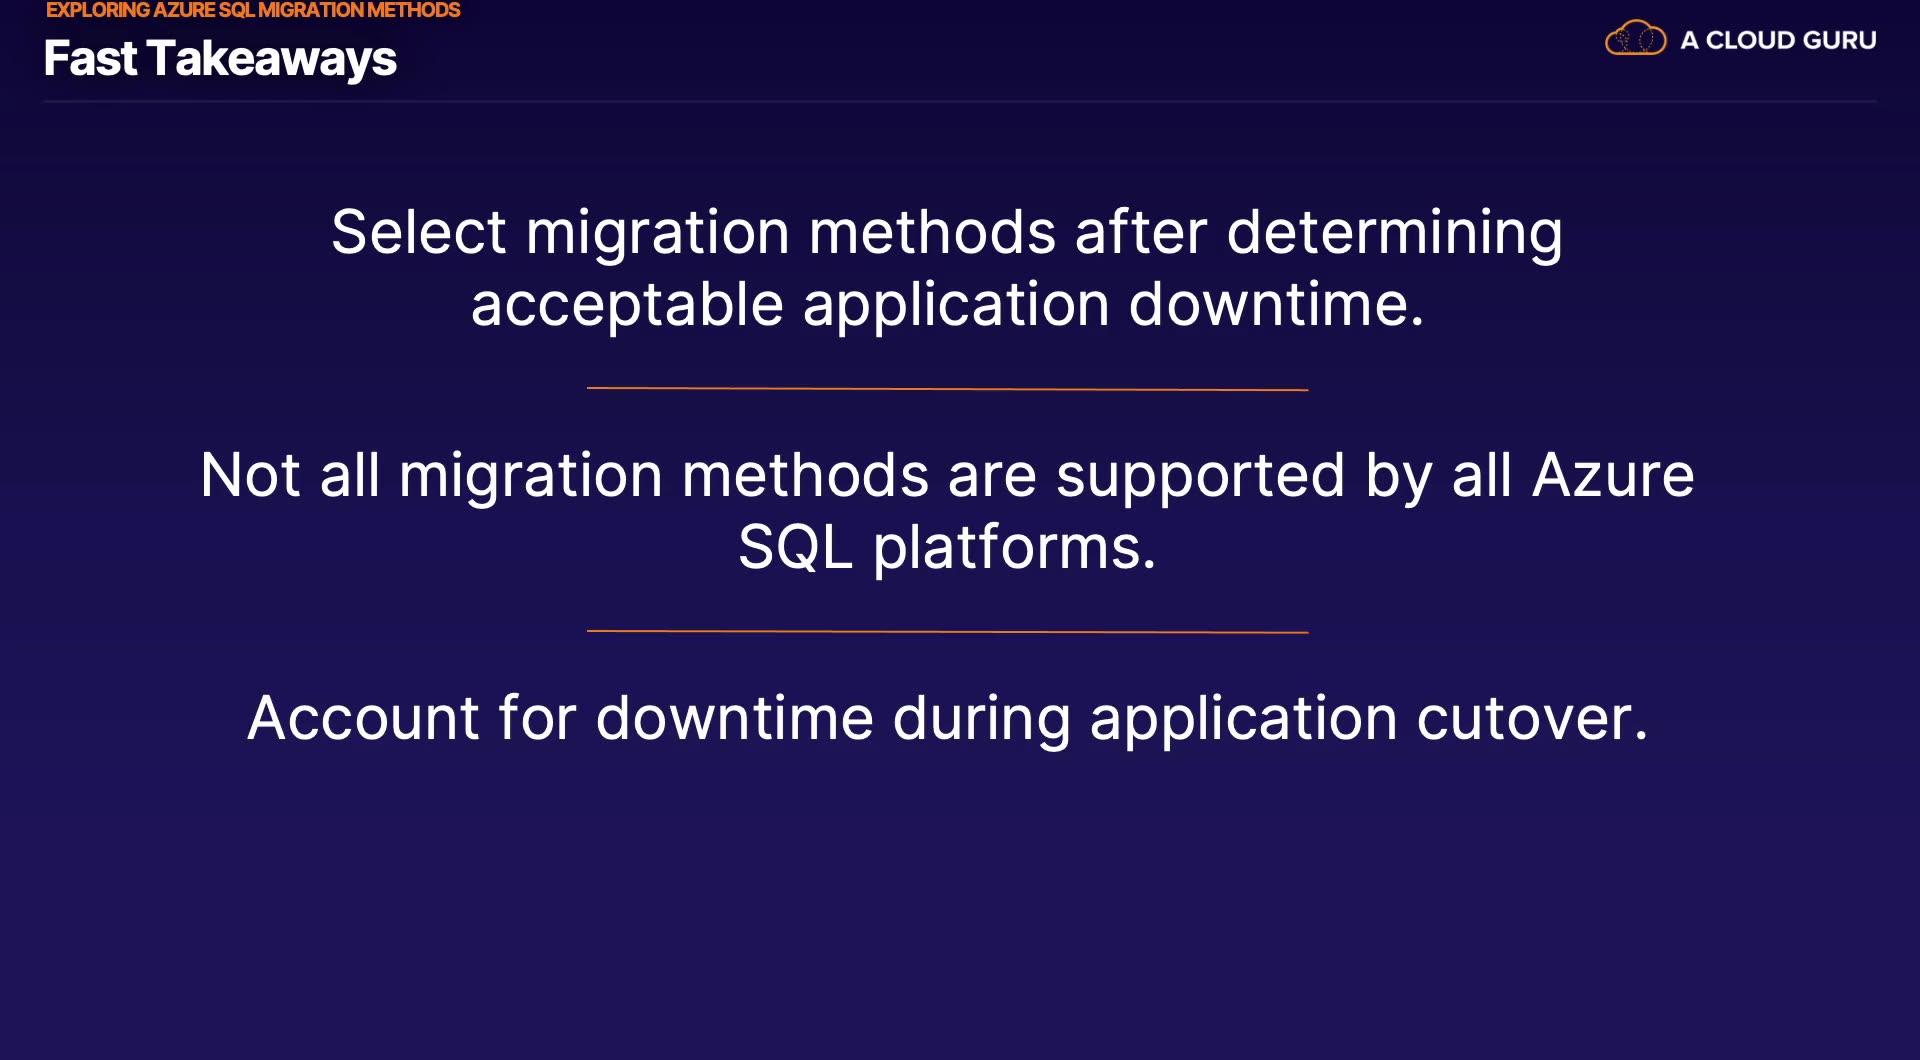 EXPLORING AZURE SQL MIGRATION METHODS
Fast Takeaways
A CLOUD GURU
Select migration methods after determining
acceptable application downtime.
Not all migration methods are supported by all Azure
SQL platforms.
Account for downtime during application cutover.